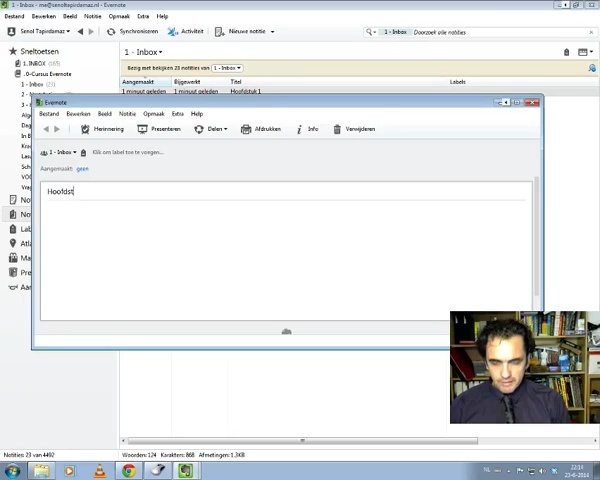 1 - Inbox - me@senoltapirdamaz.nl - Evernote
Bestand Bewerken Beeld Notitie Opmaak Extra Help
Senol Tapirdamaz Synchroniseren Activiteit Nieuwe notitie 1 - Inbox Doorzoek alle notities
Sneltoetsen
1. INBOX (165)
.0-Cursus Evernote
1 - Inbox (23)
1 - Inbox
Bezig met bekijken 23 notities van 1 - Inbox
Aangemaakt Bijgewerkt Titel Labels
1 minuut geleden 1 minuut geleden Hoofdstuk 1
Evernote
Bestand Bewerken Beeld Notitie Opmaak Extra Help
Herinnering Presenteren Delen Afdrukken Info Verwijderen
1 - Inbox Klik om label toe te voegen...
Aangemaakt: geen
Hoofdst
Notities: 23 van 4492 Woorden: 124 Karakters: 868 Afmetingen: 1.3KB
NL
22:14
23-6-2014